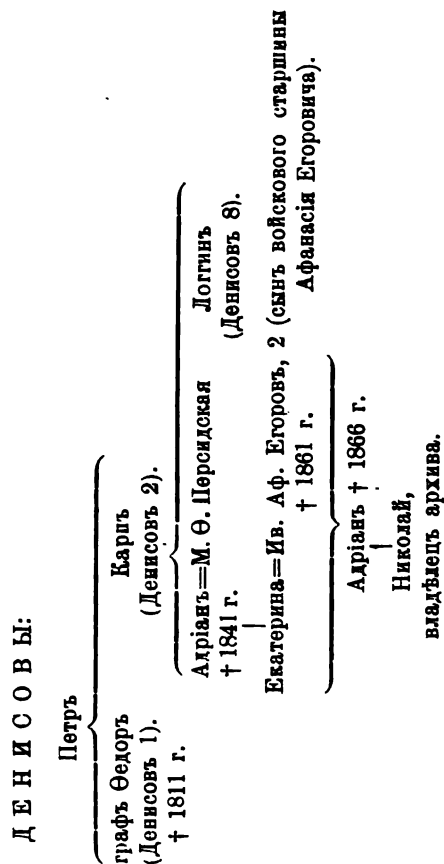 ДЕНИСОВЫ:
Петръ
графъ Ѳедоръ
(Денисовъ 1).
† 1811 г.
Карпъ
(Денисовъ 2).
Адріанъ=М. Ѳ. Персидская
† 1841 г.
Логгинъ
(Денисовъ 8).
Екатерина=Ив. Аф. Егоровъ, 2 (сынъ войскового старшины
Афанасія Егоровича).
† 1861 г.
Адріанъ † 1866 г.
Николай,
владѣлецъ архива.